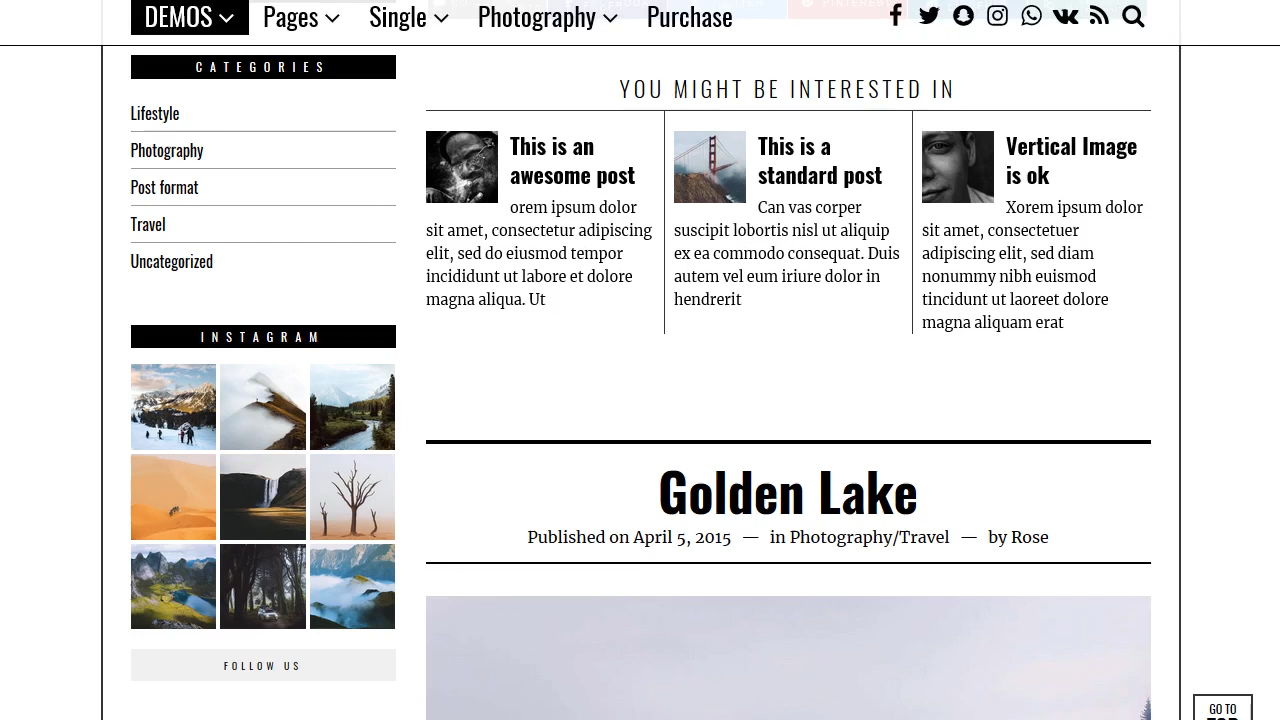 DEMOS Pages Single Photography Purchase
CATEGORIES
Lifestyle
Photography
Post format
Travel
Uncategorized
INSTAGRAM
FOLLOW US
YOU MIGHT BE INTERESTED IN
This is an
awesome post
orem ipsum dolor
sit amet, consectetur adipiscing
elit, sed do eiusmod tempor
incididunt ut labore et dolore
magna aliqua. Ut
This is a
standard post
Can vas corper
suscipit lobortis nisl ut aliquip
ex ea commodo consequat. Duis
autem vel eum iriure dolor in
hendrerit
Vertical Image
is ok
Xorem ipsum dolor
sit amet, consectetuer
adipiscing elit, sed diam
nonummy nibh euismod
tincidunt ut laoreet dolore
magna aliquam erat
Golden Lake
Published on April 5, 2015 — in Photography/Travel — by Rose
GO TO
TOP